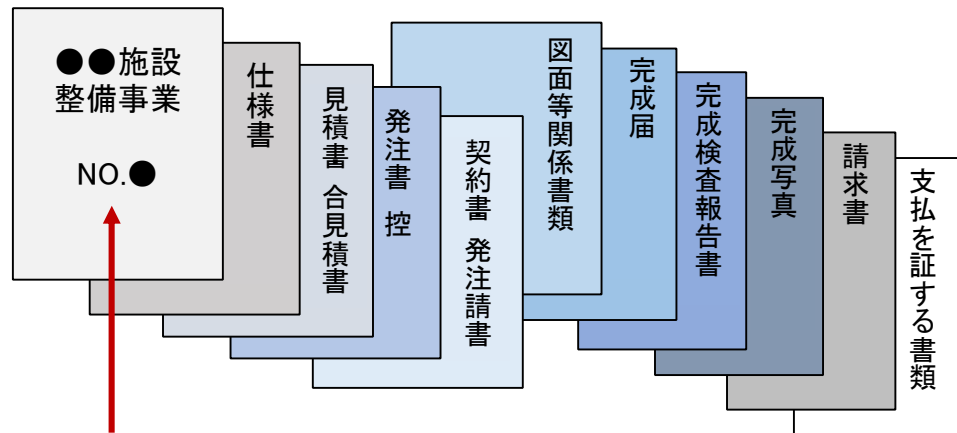 ●●施設
整備事業
NO.●
仕様書
見積書 合見積書
発注書 控
契約書 発注請書
図面等関係書類
完成届
完成検査報告書
完成写真
請求書
支払を証する書類